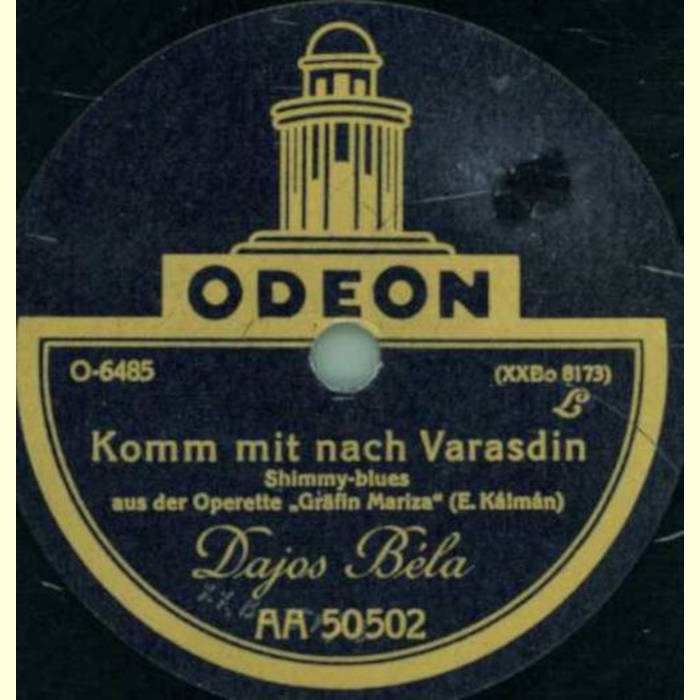 ODEON
O-6485 (XXBo 8173)
L
Komm mit nach Varasdin
Shimmy-blues
aus der Operette „Gräfin Mariza“ (E. Kálmán)
Dajos Béla
AA 50502